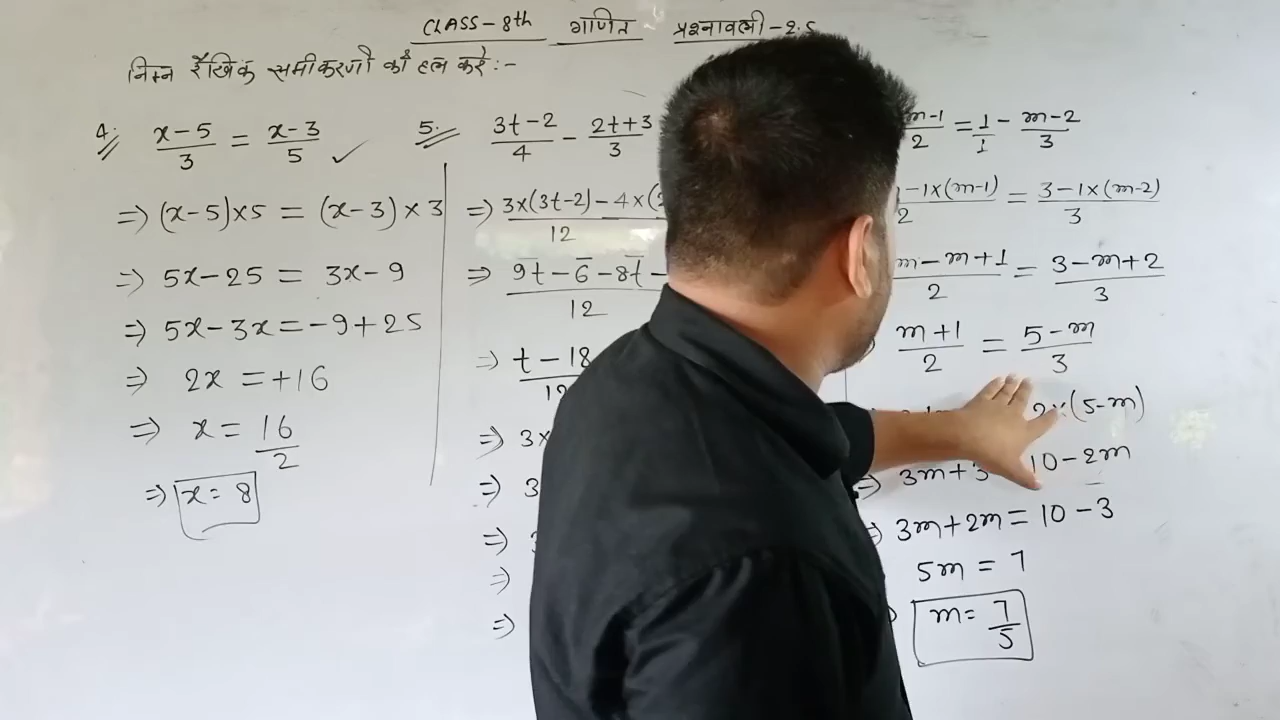 CLASS-8th गणित प्रश्नावली-2.5
निम्न रैखिक समीकरणों को हल करे :-
4. x-5/3 = x-3/5 ✓
=> (x-5)×5 = (x-3)×3
=> 5x-25 = 3x-9
=> 5x-3x = -9+25
=> 2x = +16
=> x = 16/2
=> x = 8
5. 3t-2/4 - 2t+3/3
=> 3×(3t-2)-4×(2/12
=> 9t-6-8t-/12
=> t-18
=> 3×
=> 3
=>
=>
=>
m-1/2 = 1/1 - m-2/3
-1×(m-1)/2 = 3-1×(m-2)/3
m-m+1/2 = 3-m+2/3
m+1/2 = 5-m/3
(5-m)
=> 3m+3 10-2m
=> 3m+2m = 10-3
5m = 7
m = 7/5